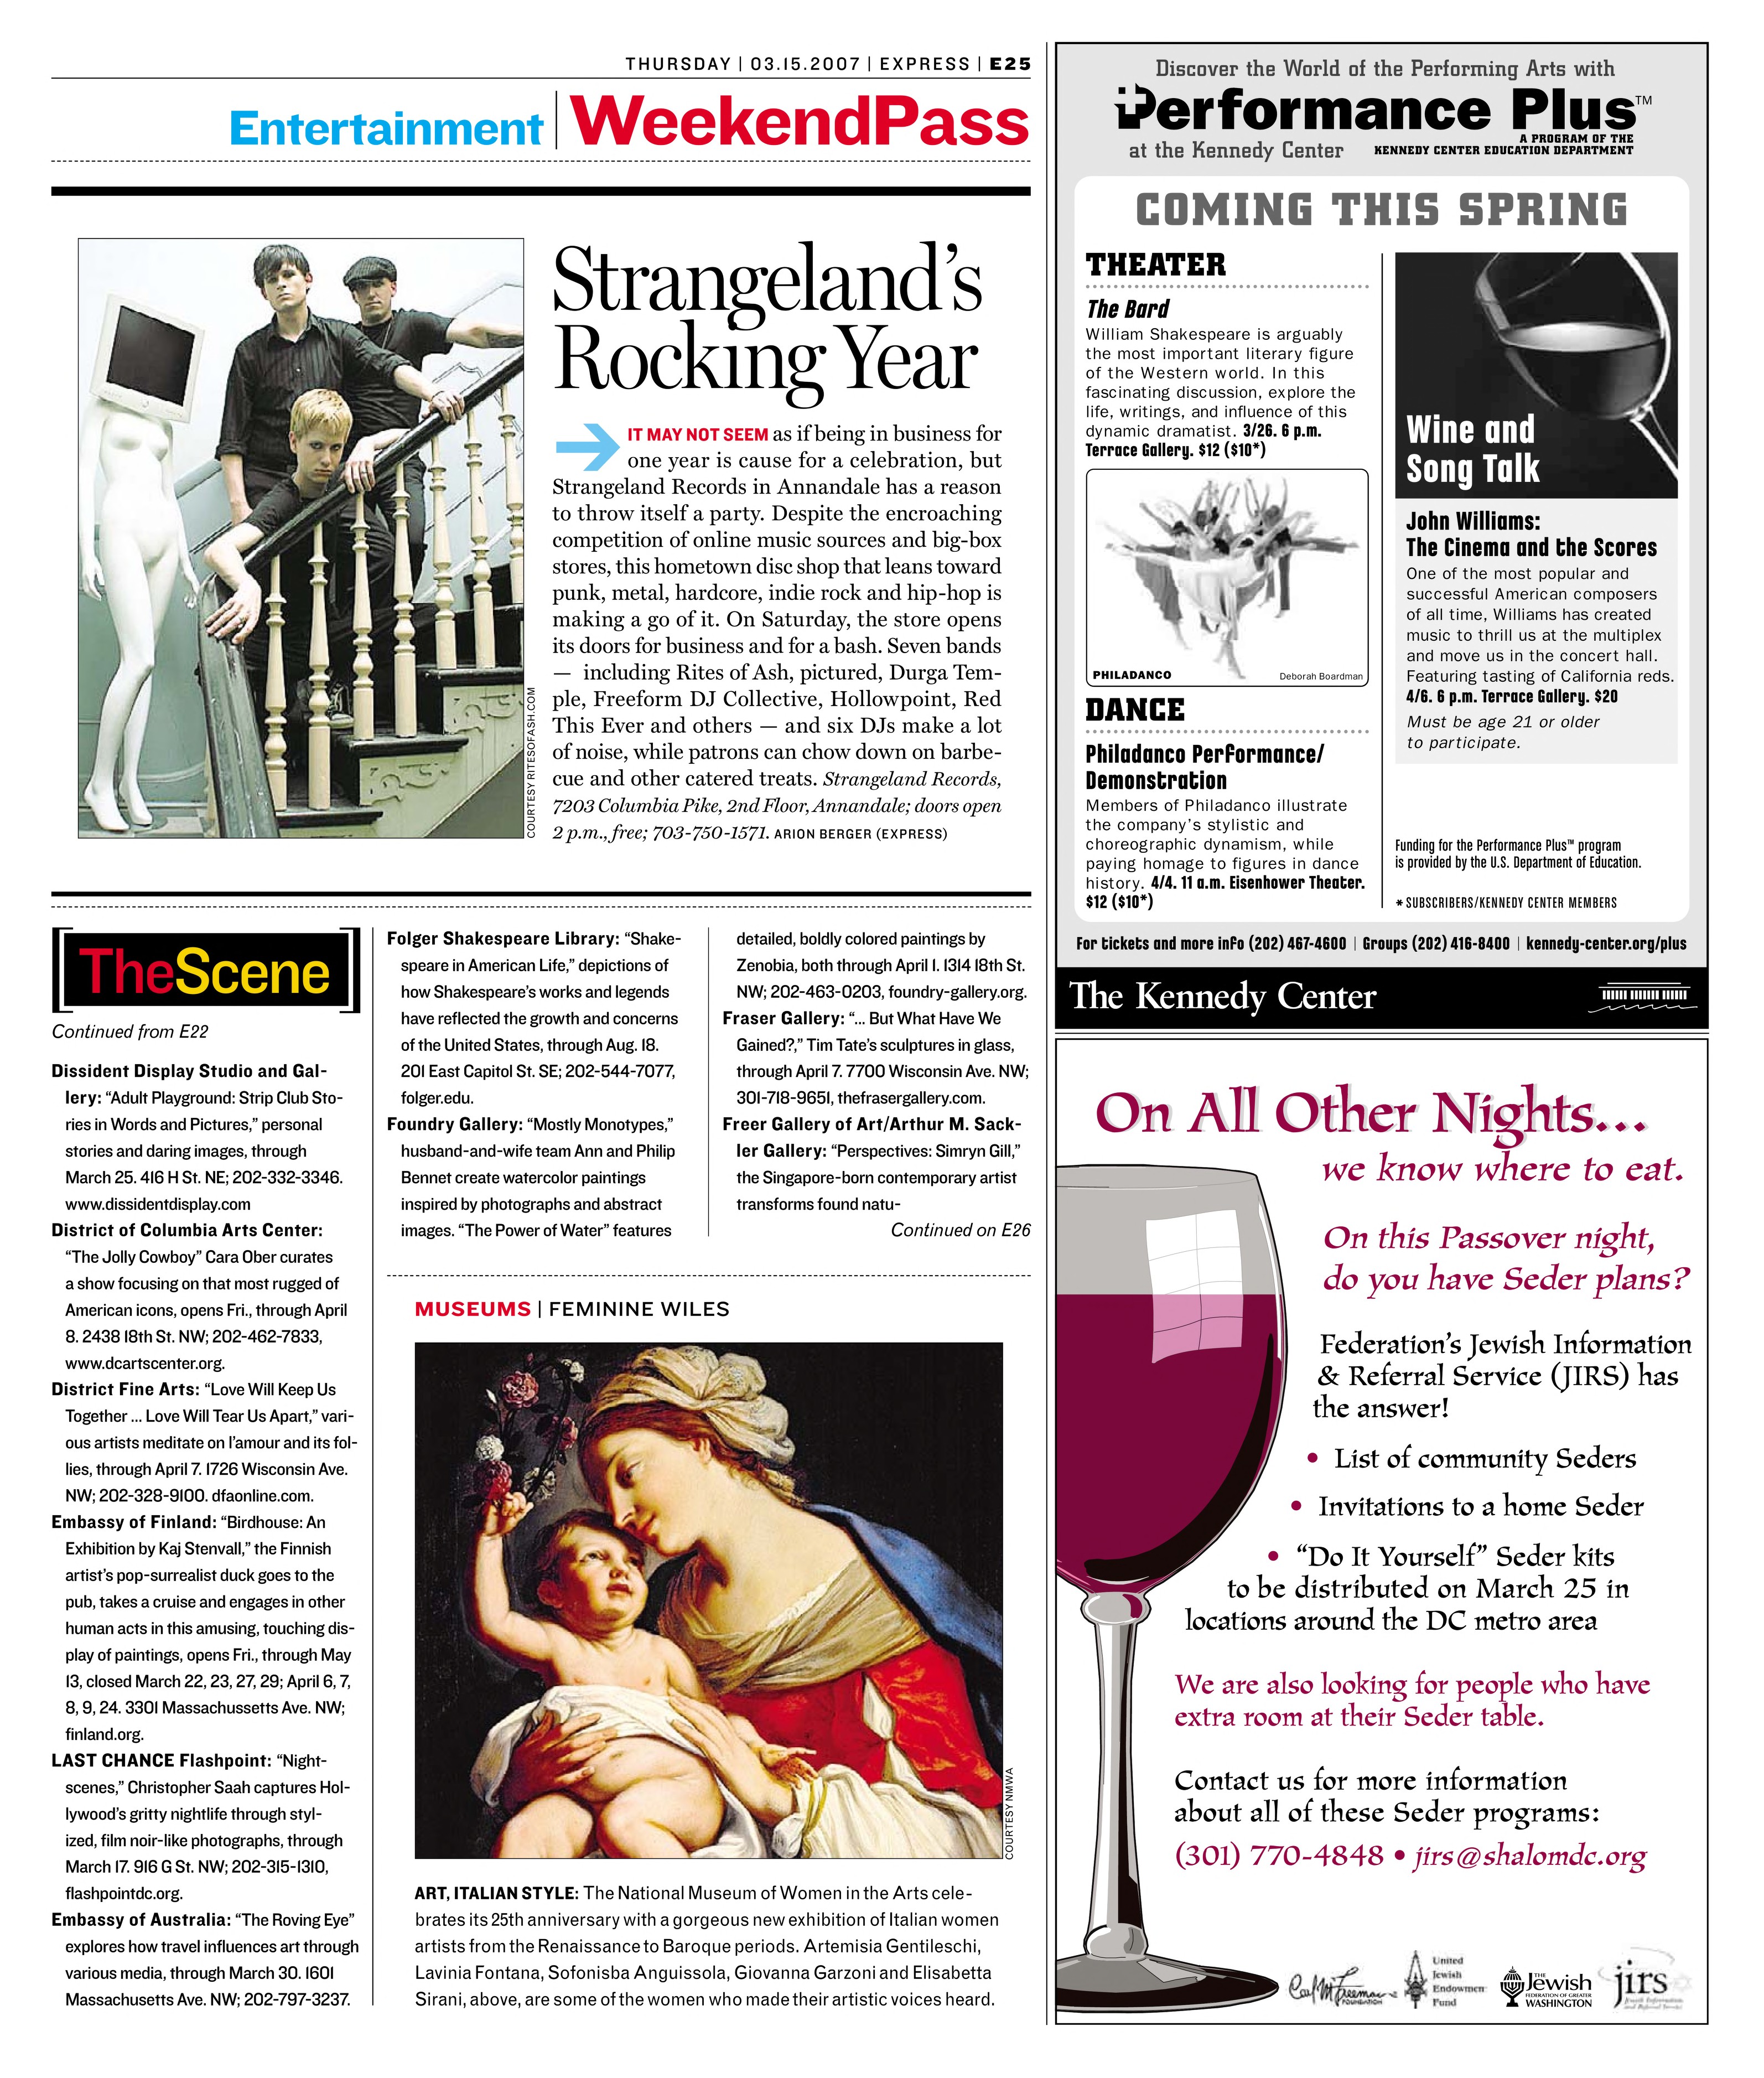 THURSDAY | 03.15.2007 | EXPRESS | E25
Entertainment | WeekendPass
Strangeland's
Rocking Year
IT MAY NOT SEEM as if being in business for
one year is cause for a celebration, but
Strangeland Records in Annandale has a reason
to throw itself a party. Despite the encroaching
competition of online music sources and big-box
stores, this hometown disc shop that leans toward
punk, metal, hardcore, indie rock and hip-hop is
making a go of it. On Saturday, the store opens
its doors for business and for a bash. Seven bands
— including Rites of Ash, pictured, Durga Tem-
ple, Freeform DJ Collective, Hollowpoint, Red
This Ever and others — and six DJs make a lot
of noise, while patrons can chow down on barbe-
cue and other catered treats. Strangeland Records,
7203 Columbia Pike, 2nd Floor, Annandale; doors open
2 p.m., free; 703-750-1571. ARION BERGER (EXPRESS)
COURTESY RITESOFASH.COM
TheScene
Continued from E22
Dissident Display Studio and Gal-
lery: “Adult Playground: Strip Club Sto-
ries in Words and Pictures,” personal
stories and daring images, through
March 25. 416 H St. NE; 202-332-3346.
www.dissidentdisplay.com
District of Columbia Arts Center:
“The Jolly Cowboy” Cara Ober curates
a show focusing on that most rugged of
American icons, opens Fri., through April
8. 2438 18th St. NW; 202-462-7833,
www.dcartscenter.org.
District Fine Arts: “Love Will Keep Us
Together ... Love Will Tear Us Apart,” vari-
ous artists meditate on l'amour and its fol-
lies, through April 7. 1726 Wisconsin Ave.
NW; 202-328-9100. dfaonline.com.
Embassy of Finland: “Birdhouse: An
Exhibition by Kaj Stenvall,” the Finnish
artist's pop-surrealist duck goes to the
pub, takes a cruise and engages in other
human acts in this amusing, touching dis-
play of paintings, opens Fri., through May
13, closed March 22, 23, 27, 29; April 6, 7,
8, 9, 24. 3301 Massachussetts Ave. NW;
finland.org.
LAST CHANCE Flashpoint: “Night-
scenes,” Christopher Saah captures Hol-
lywood's gritty nightlife through styl-
ized, film noir-like photographs, through
March 17. 916 G St. NW; 202-315-1310,
flashpointdc.org.
Embassy of Australia: “The Roving Eye”
explores how travel influences art through
various media, through March 30. 1601
Massachusetts Ave. NW; 202-797-3237.
Folger Shakespeare Library: “Shake-
speare in American Life,” depictions of
how Shakespeare's works and legends
have reflected the growth and concerns
of the United States, through Aug. 18.
201 East Capitol St. SE; 202-544-7077,
folger.edu.
Foundry Gallery: “Mostly Monotypes,”
husband-and-wife team Ann and Philip
Bennet create watercolor paintings
inspired by photographs and abstract
images. “The Power of Water” features
detailed, boldly colored paintings by
Zenobia, both through April 1. 1314 18th St.
NW; 202-463-0203, foundry-gallery.org.
Fraser Gallery: “... But What Have We
Gained?,” Tim Tate's sculptures in glass,
through April 7. 7700 Wisconsin Ave. NW;
301-718-9651, thefrasergallery.com.
Freer Gallery of Art/Arthur M. Sack-
ler Gallery: “Perspectives: Simryn Gill,”
the Singapore-born contemporary artist
transforms found natu-
Continued on E26
MUSEUMS | FEMININE WILES
COURTESY NMWA
ART, ITALIAN STYLE: The National Museum of Women in the Arts cele-
brates its 25th anniversary with a gorgeous new exhibition of Italian women
artists from the Renaissance to Baroque periods. Artemisia Gentileschi,
Lavinia Fontana, Sofonisba Anguissola, Giovanna Garzoni and Elisabetta
Sirani, above, are some of the women who made their artistic voices heard.
Discover the World of the Performing Arts with
Performance Plus™
A PROGRAM OF THE
at the Kennedy Center KENNEDY CENTER EDUCATION DEPARTMENT
COMING THIS SPRING
THEATER
The Bard
William Shakespeare is arguably
the most important literary figure
of the Western world. In this
fascinating discussion, explore the
life, writings, and influence of this
dynamic dramatist. 3/26. 6 p.m.
Terrace Gallery. $12 ($10*)
PHILADANCO Deborah Boardman
DANCE
Philadanco Performance/
Demonstration
Members of Philadanco illustrate
the company's stylistic and
choreographic dynamism, while
paying homage to figures in dance
history. 4/4. 11 a.m. Eisenhower Theater.
$12 ($10*)
Wine and
Song Talk
John Williams:
The Cinema and the Scores
One of the most popular and
successful American composers
of all time, Williams has created
music to thrill us at the multiplex
and move us in the concert hall.
Featuring tasting of California reds.
4/6. 6 p.m. Terrace Gallery. $20
Must be age 21 or older
to participate.
Funding for the Performance Plus™ program
is provided by the U.S. Department of Education.
* SUBSCRIBERS/KENNEDY CENTER MEMBERS
For tickets and more info (202) 467-4600 | Groups (202) 416-8400 | kennedy-center.org/plus
The Kennedy Center
On All Other Nights...
we know where to eat.
On this Passover night,
do you have Seder plans?
Federation's Jewish Information
& Referral Service (JIRS) has
the answer!
• List of community Seders
• Invitations to a home Seder
• “Do It Yourself” Seder kits
to be distributed on March 25 in
locations around the DC metro area
We are also looking for people who have
extra room at their Seder table.
Contact us for more information
about all of these Seder programs:
(301) 770-4848 • jirs@shalomdc.org
Carl M Freeman
FOUNDATION
United
Jewish
Endowment
Fund
THE
Jewish
FEDERATION OF GREATER
WASHINGTON
jirs